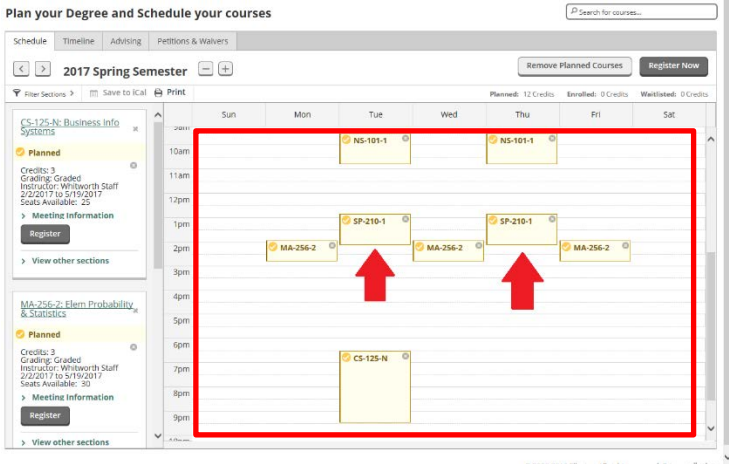 Plan your Degree and Schedule your courses
Search for courses...
Schedule Timeline Advising Petitions & Waivers
< > 2017 Spring Semester − + Remove Planned Courses Register Now
Filter Sections > Save to iCal Print Planned: 12 Credits Enrolled: 0 Credits Waitlisted: 0 Credits
CS-125-N: Business Info
Systems
Planned
Credits: 3
Grading: Graded
Instructor: Whitworth Staff
2/2/2017 to 5/19/2017
Seats Available: 25
> Meeting Information
Register
> View other sections
MA-256-2: Elem Probability
& Statistics
Planned
Credits: 3
Grading: Graded
Instructor: Whitworth Staff
2/2/2017 to 5/19/2017
Seats Available: 30
> Meeting Information
Register
> View other sections
Sun Mon Tue Wed Thu Fri Sat
9am
NS-101-1 NS-101-1
10am
11am
12pm
1pm
SP-210-1 SP-210-1
2pm
MA-256-2 MA-256-2 MA-256-2
3pm
4pm
5pm
6pm
CS-125-N
7pm
8pm
9pm
10pm